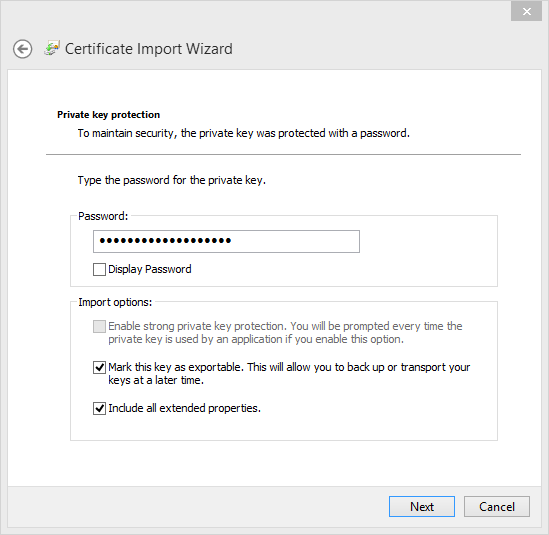 Certificate Import Wizard
Private key protection
To maintain security, the private key was protected with a password.
Type the password for the private key.
Password:
●●●●●●●●●●●●●●●●●●●
Display Password
Import options:
Enable strong private key protection. You will be prompted every time the
private key is used by an application if you enable this option.
Mark this key as exportable. This will allow you to back up or transport your
keys at a later time.
Include all extended properties.
Next
Cancel